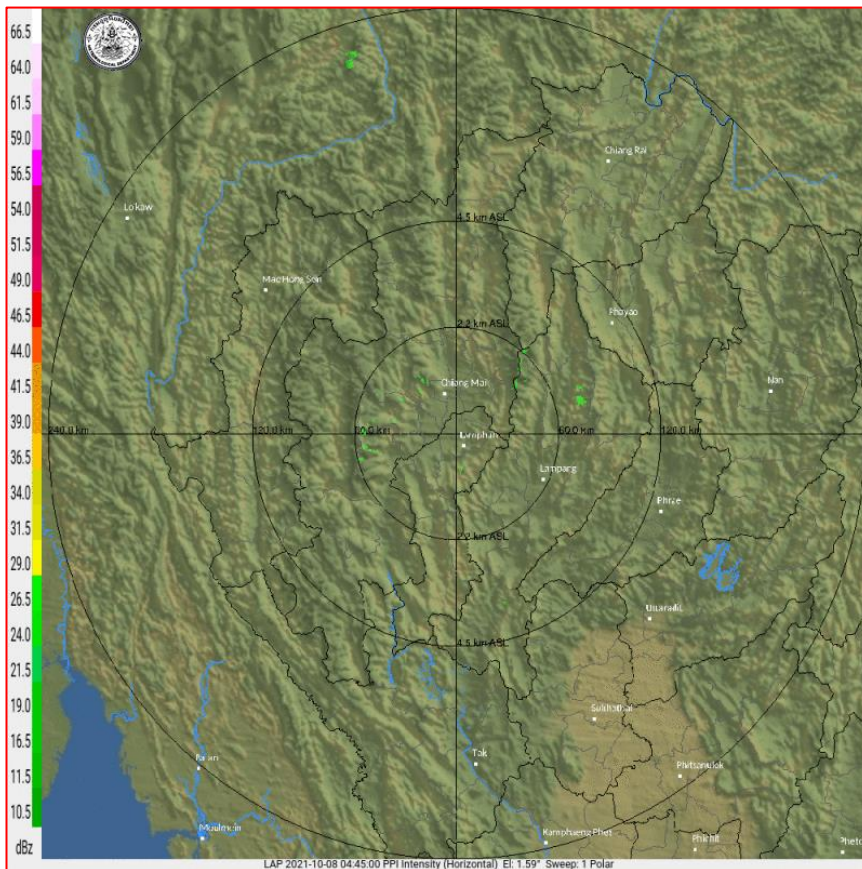 66.5
64.0
61.5
59.0
56.5
54.0
51.5
49.0
46.5
44.0
41.5
39.0
36.5
34.0
31.5
29.0
26.5
24.0
21.5
19.0
16.5
11.5
10.5
dBz
Chiang Rai
Loikaw
4.5 km ASL
Mae Hong Son
Phayao
2.2 km ASL
Chiang Mai
Nan
240.0 km
120.0 km
60.0 km
60.0 km
120.0 km
Lamphun
Lampang
Phrae
2.2 km ASL
Uttaradit
4.5 km ASL
Sukhothai
Tak
Pa'an
Phitsanulok
Moulmein
Kamphaeng Phet
Phichit
Phetc
LAP 2021-10-08 04:45:00 PPI Intensity (Horizontal) El: 1.59° Sweep: 1 Polar